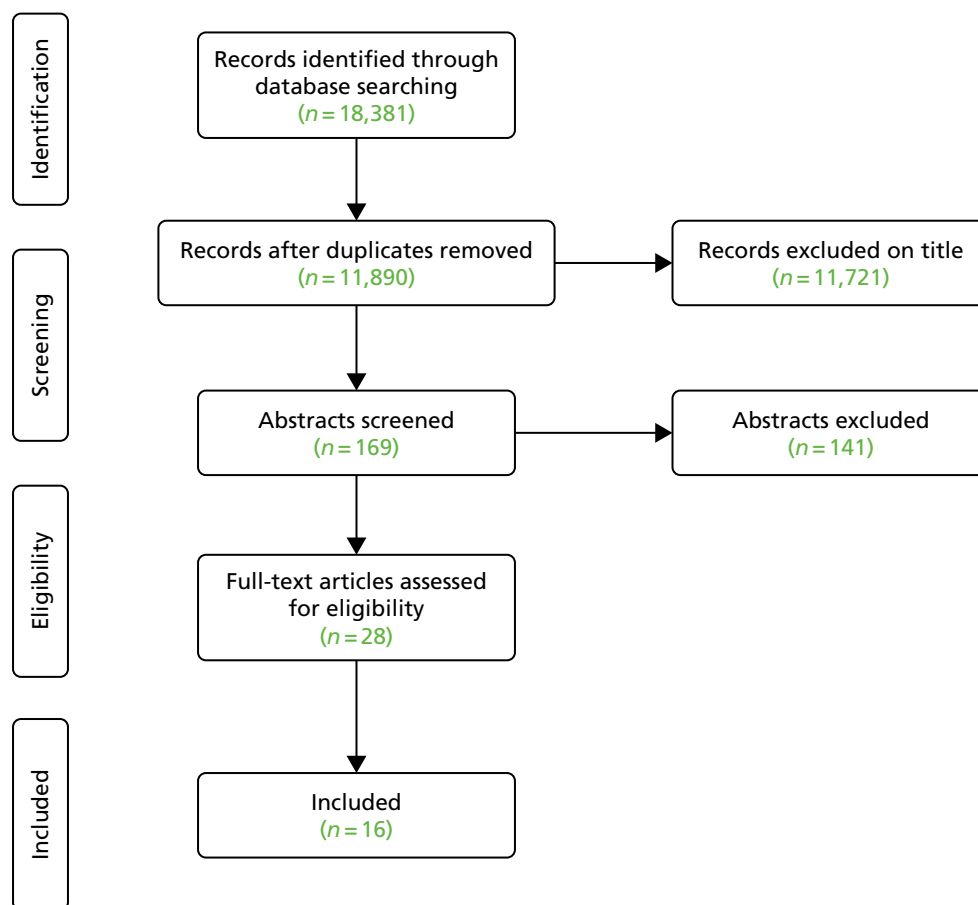 Identification
Records identified through
database searching
(n = 18,381)
Records after duplicates removed
(n = 11,890)
Records excluded on title
(n = 11,721)
Screening
Abstracts screened
(n = 169)
Abstracts excluded
(n = 141)
Eligibility
Full-text articles assessed
for eligibility
(n = 28)
Included
Included
(n = 16)